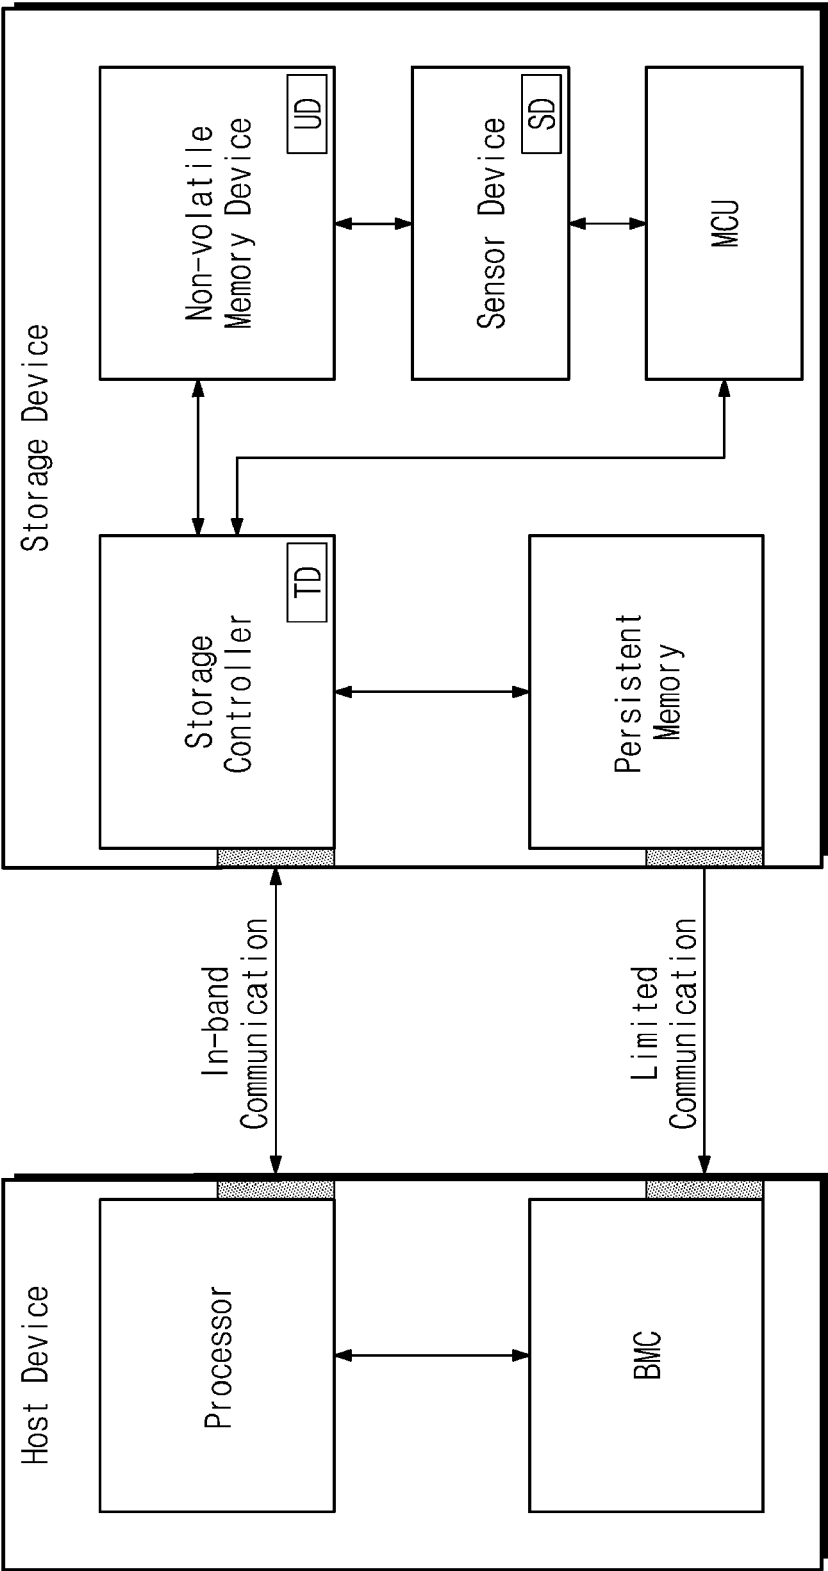 Host Device
Processor
BMC
In-band
Communication
Limited
Communication
Storage Device
Storage
Controller
TD
Persistent
Memory
Non-volatile
Memory Device
UD
Sensor Device
SD
MCU